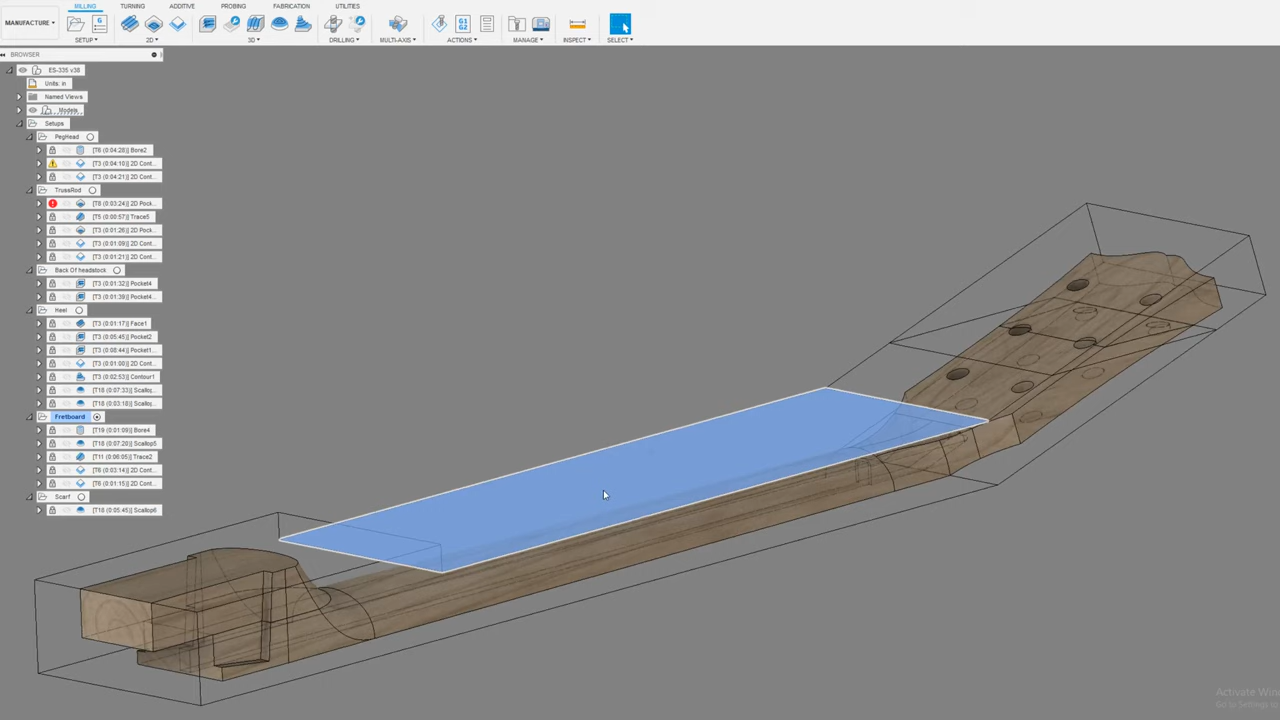 MILLING TURNING ADDITIVE PROBING FABRICATION UTILITIES
MANUFACTURE
SETUP 2D 3D DRILLING MULTI-AXIS ACTIONS MANAGE INSPECT SELECT
G1
G2
BROWSER
ES-335 v38
Units: in
Named Views
Models
Setups
PegHead
[T6 (0:04:28)] Bore2
[T3 (0:04:10)] 2D Cont...
[T3 (0:04:21)] 2D Cont...
TrussRod
[T8 (0:03:24)] 2D Pock...
[T5 (0:00:57)] Trace5
[T3 (0:01:26)] 2D Pock...
[T3 (0:01:09)] 2D Cont...
[T3 (0:01:21)] 2D Cont...
Back Of headstock
[T3 (0:01:32)] Pocket4
[T3 (0:01:39)] Pocket4...
Heel
[T3 (0:01:17)] Face1
[T3 (0:05:45)] Pocket2
[T3 (0:08:44)] Pocket1...
[T3 (0:01:00)] 2D Cont...
[T3 (0:02:53)] Contour1
[T18 (0:07:33)] Scallo...
[T18 (0:03:18)] Scallo...
Fretboard
[T19 (0:01:09)] Bore4
[T18 (0:07:20)] Scallop5
[T11 (0:06:05)] Trace2
[T6 (0:03:14)] 2D Cont...
[T6 (0:01:15)] 2D Cont...
Scarf
[T18 (0:05:45)] Scallop6
Activate Win
Go to Settings to